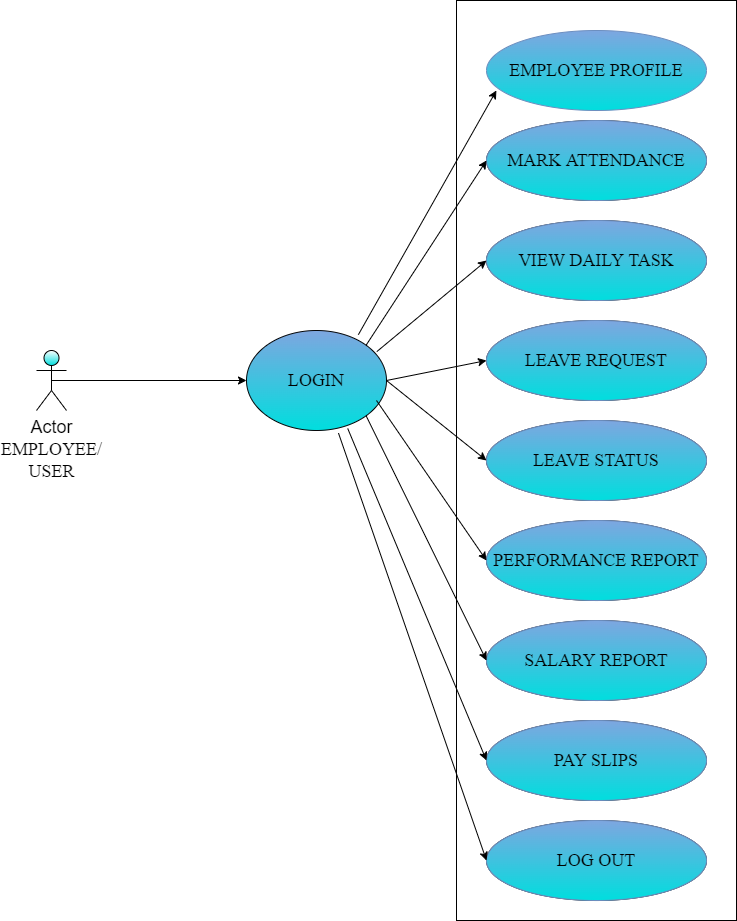 EMPLOYEE PROFILE
MARK ATTENDANCE
VIEW DAILY TASK
LEAVE REQUEST
LOGIN
Actor
EMPLOYEE/
USER
LEAVE STATUS
PERFORMANCE REPORT
SALARY REPORT
PAY SLIPS
LOG OUT